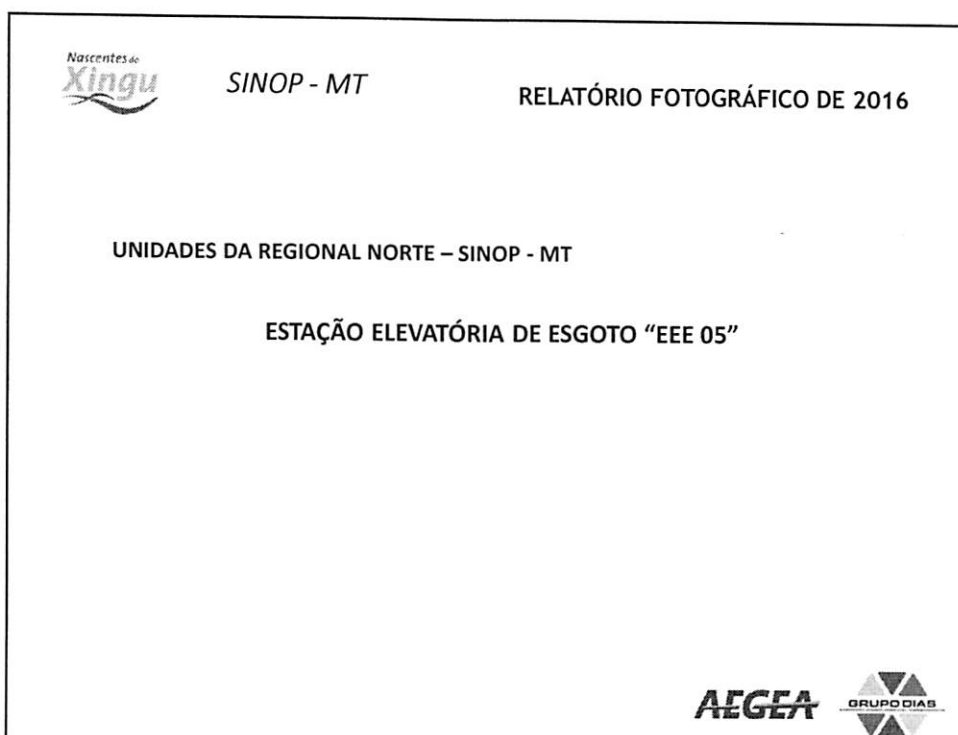 Nascentes do
Xingu
SINOP - MT
RELATÓRIO FOTOGRÁFICO DE 2016
UNIDADES DA REGIONAL NORTE – SINOP - MT
ESTAÇÃO ELEVATÓRIA DE ESGOTO “EEE 05”
AEGEA
GRUPO DIAS